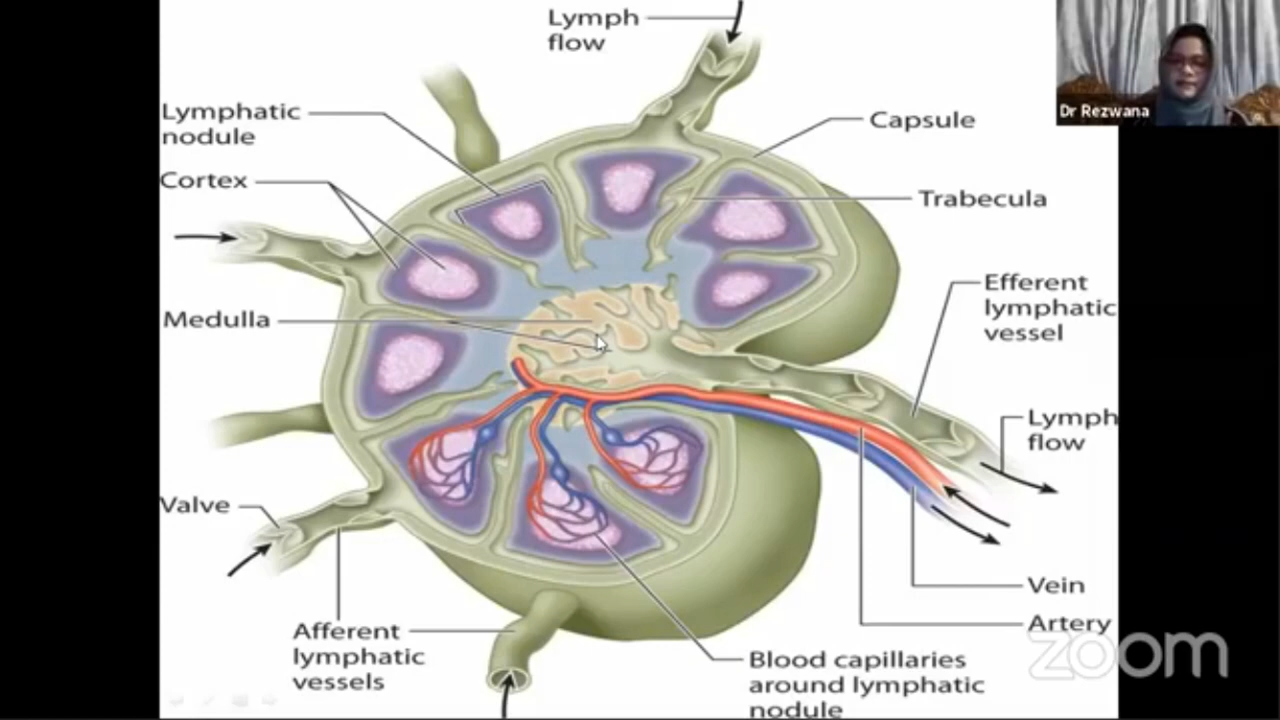 Lymph
flow
Dr Rezwana
Lymphatic
nodule
Capsule
Cortex
Trabecula
Efferent
lymphatic
vessel
Medulla
Lymph
flow
Valve
Vein
Artery
Afferent
lymphatic
vessels
Blood capillaries
around lymphatic
nodule
zoom